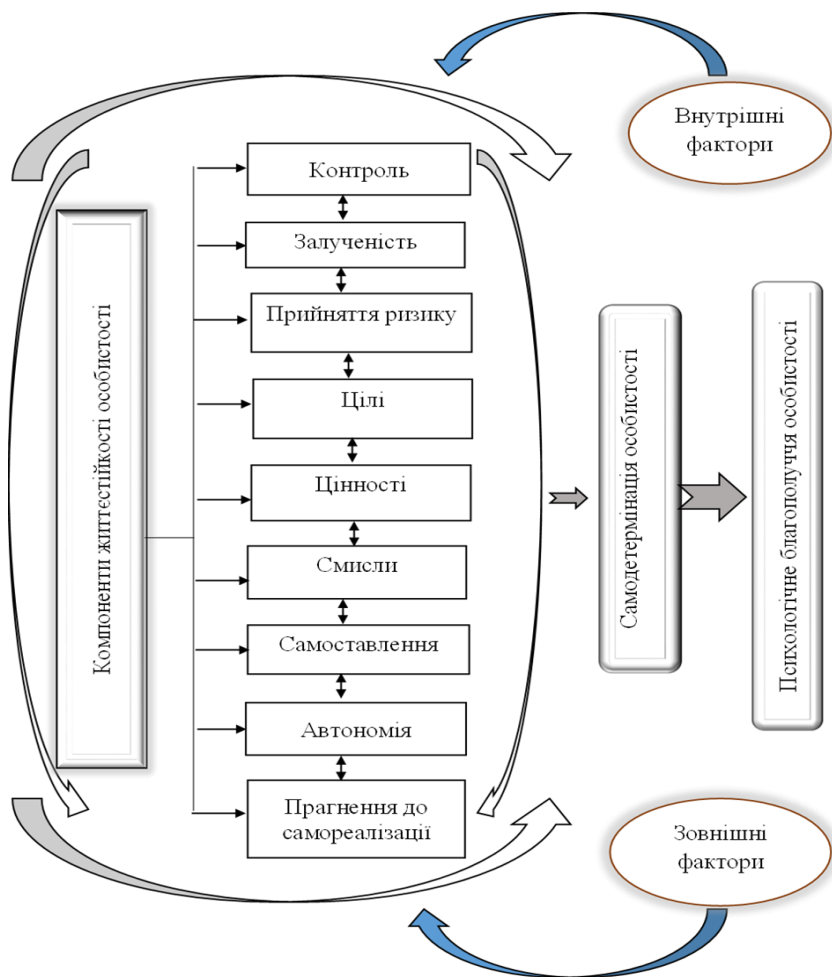 Внутрішні
фактори
Контроль
Залученість
Прийняття ризику
Цілі
Цінності
Смисли
Самоставлення
Автономія
Прагнення до
самореалізації
Компоненти життєстійкості особистості
Самодетермінація особистості
Психологічне благополуччя особистості
Зовнішні
фактори